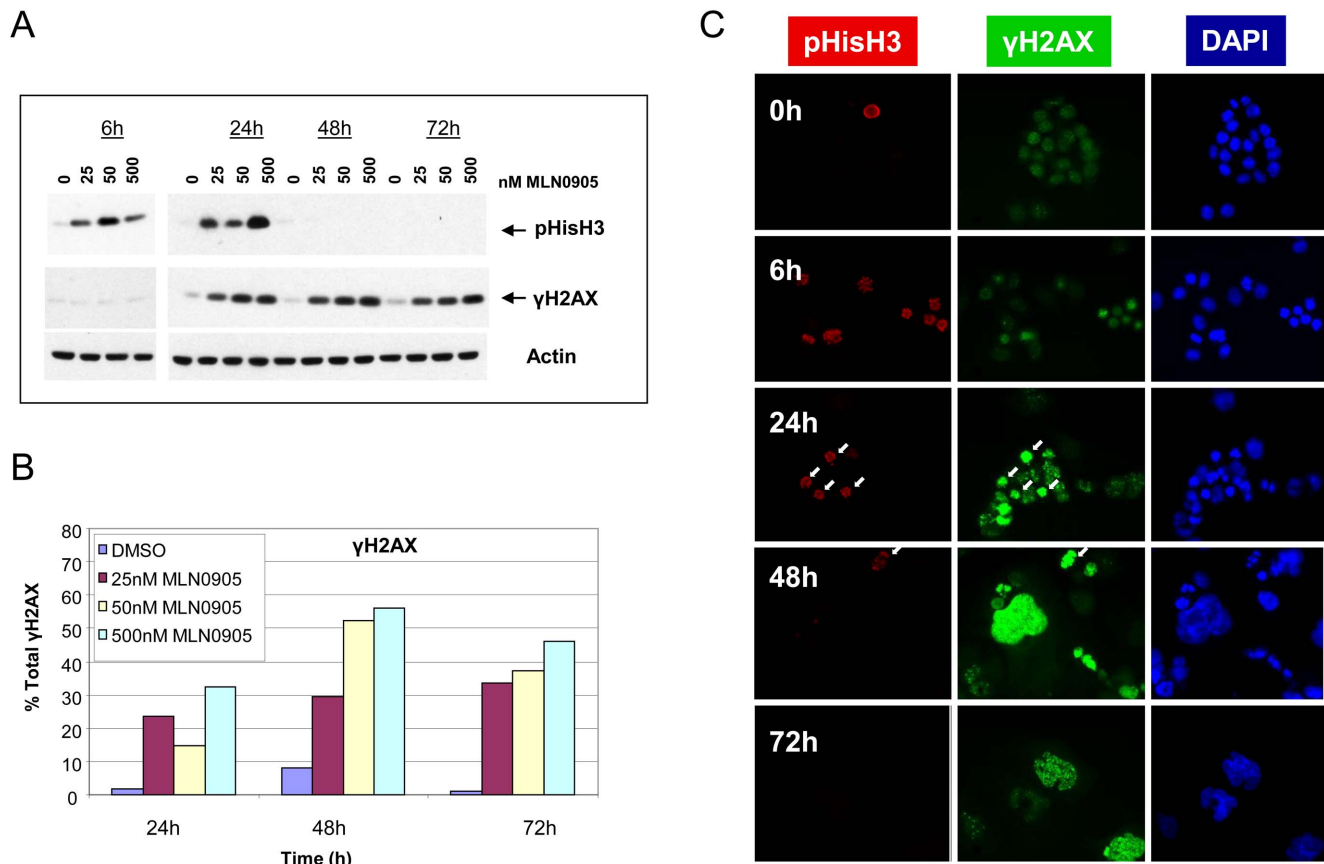 A
6h 24h 48h 72h
0 25 50 500 0 25 50 500 0 25 50 500 0 25 50 500
nM MLN0905
pHisH3
γH2AX
Actin
B
γH2AX
DMSO
25nM MLN0905
50nM MLN0905
500nM MLN0905
% Total γH2AX
80
70
60
50
40
30
20
10
0
24h 48h 72h
Time (h)
C
pHisH3 γH2AX DAPI
0h
6h
24h
48h
72h